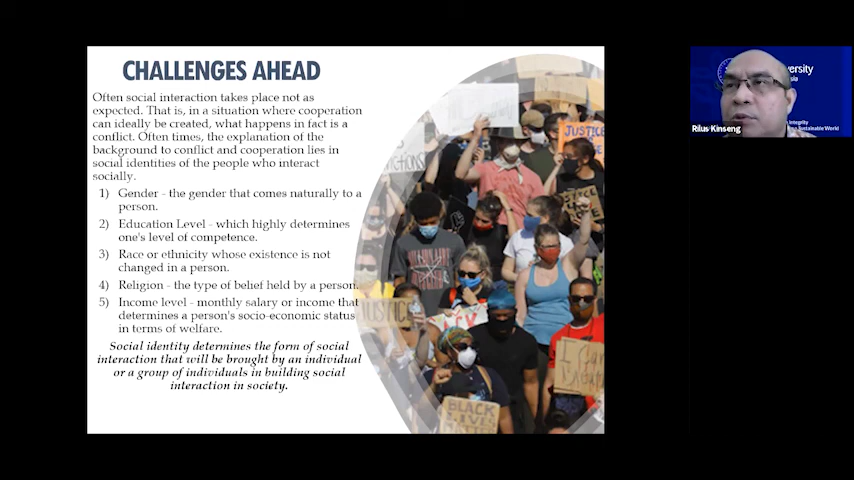 CHALLENGES AHEAD
Often social interaction takes place not as
expected. That is, in a situation where cooperation
can ideally be created, what happens in fact is a
conflict. Often times, the explanation of the
background to conflict and cooperation lies in
social identities of the people who interact
socially.
1) Gender - the gender that comes naturally to a
person.
2) Education Level - which highly determines
one's level of competence.
3) Race or ethnicity whose existence is not
changed in a person.
4) Religion - the type of belief held by a person.
5) Income level - monthly salary or income that
determines a person's socio-economic status
in terms of welfare.
Social identity determines the form of social
interaction that will be brought by an individual
or a group of individuals in building social
interaction in society.
JUSTICE
JUSTICE
BLACK
LIVES
MATTER
versity
Integrity
Sustainable World
Rilus Kinseng